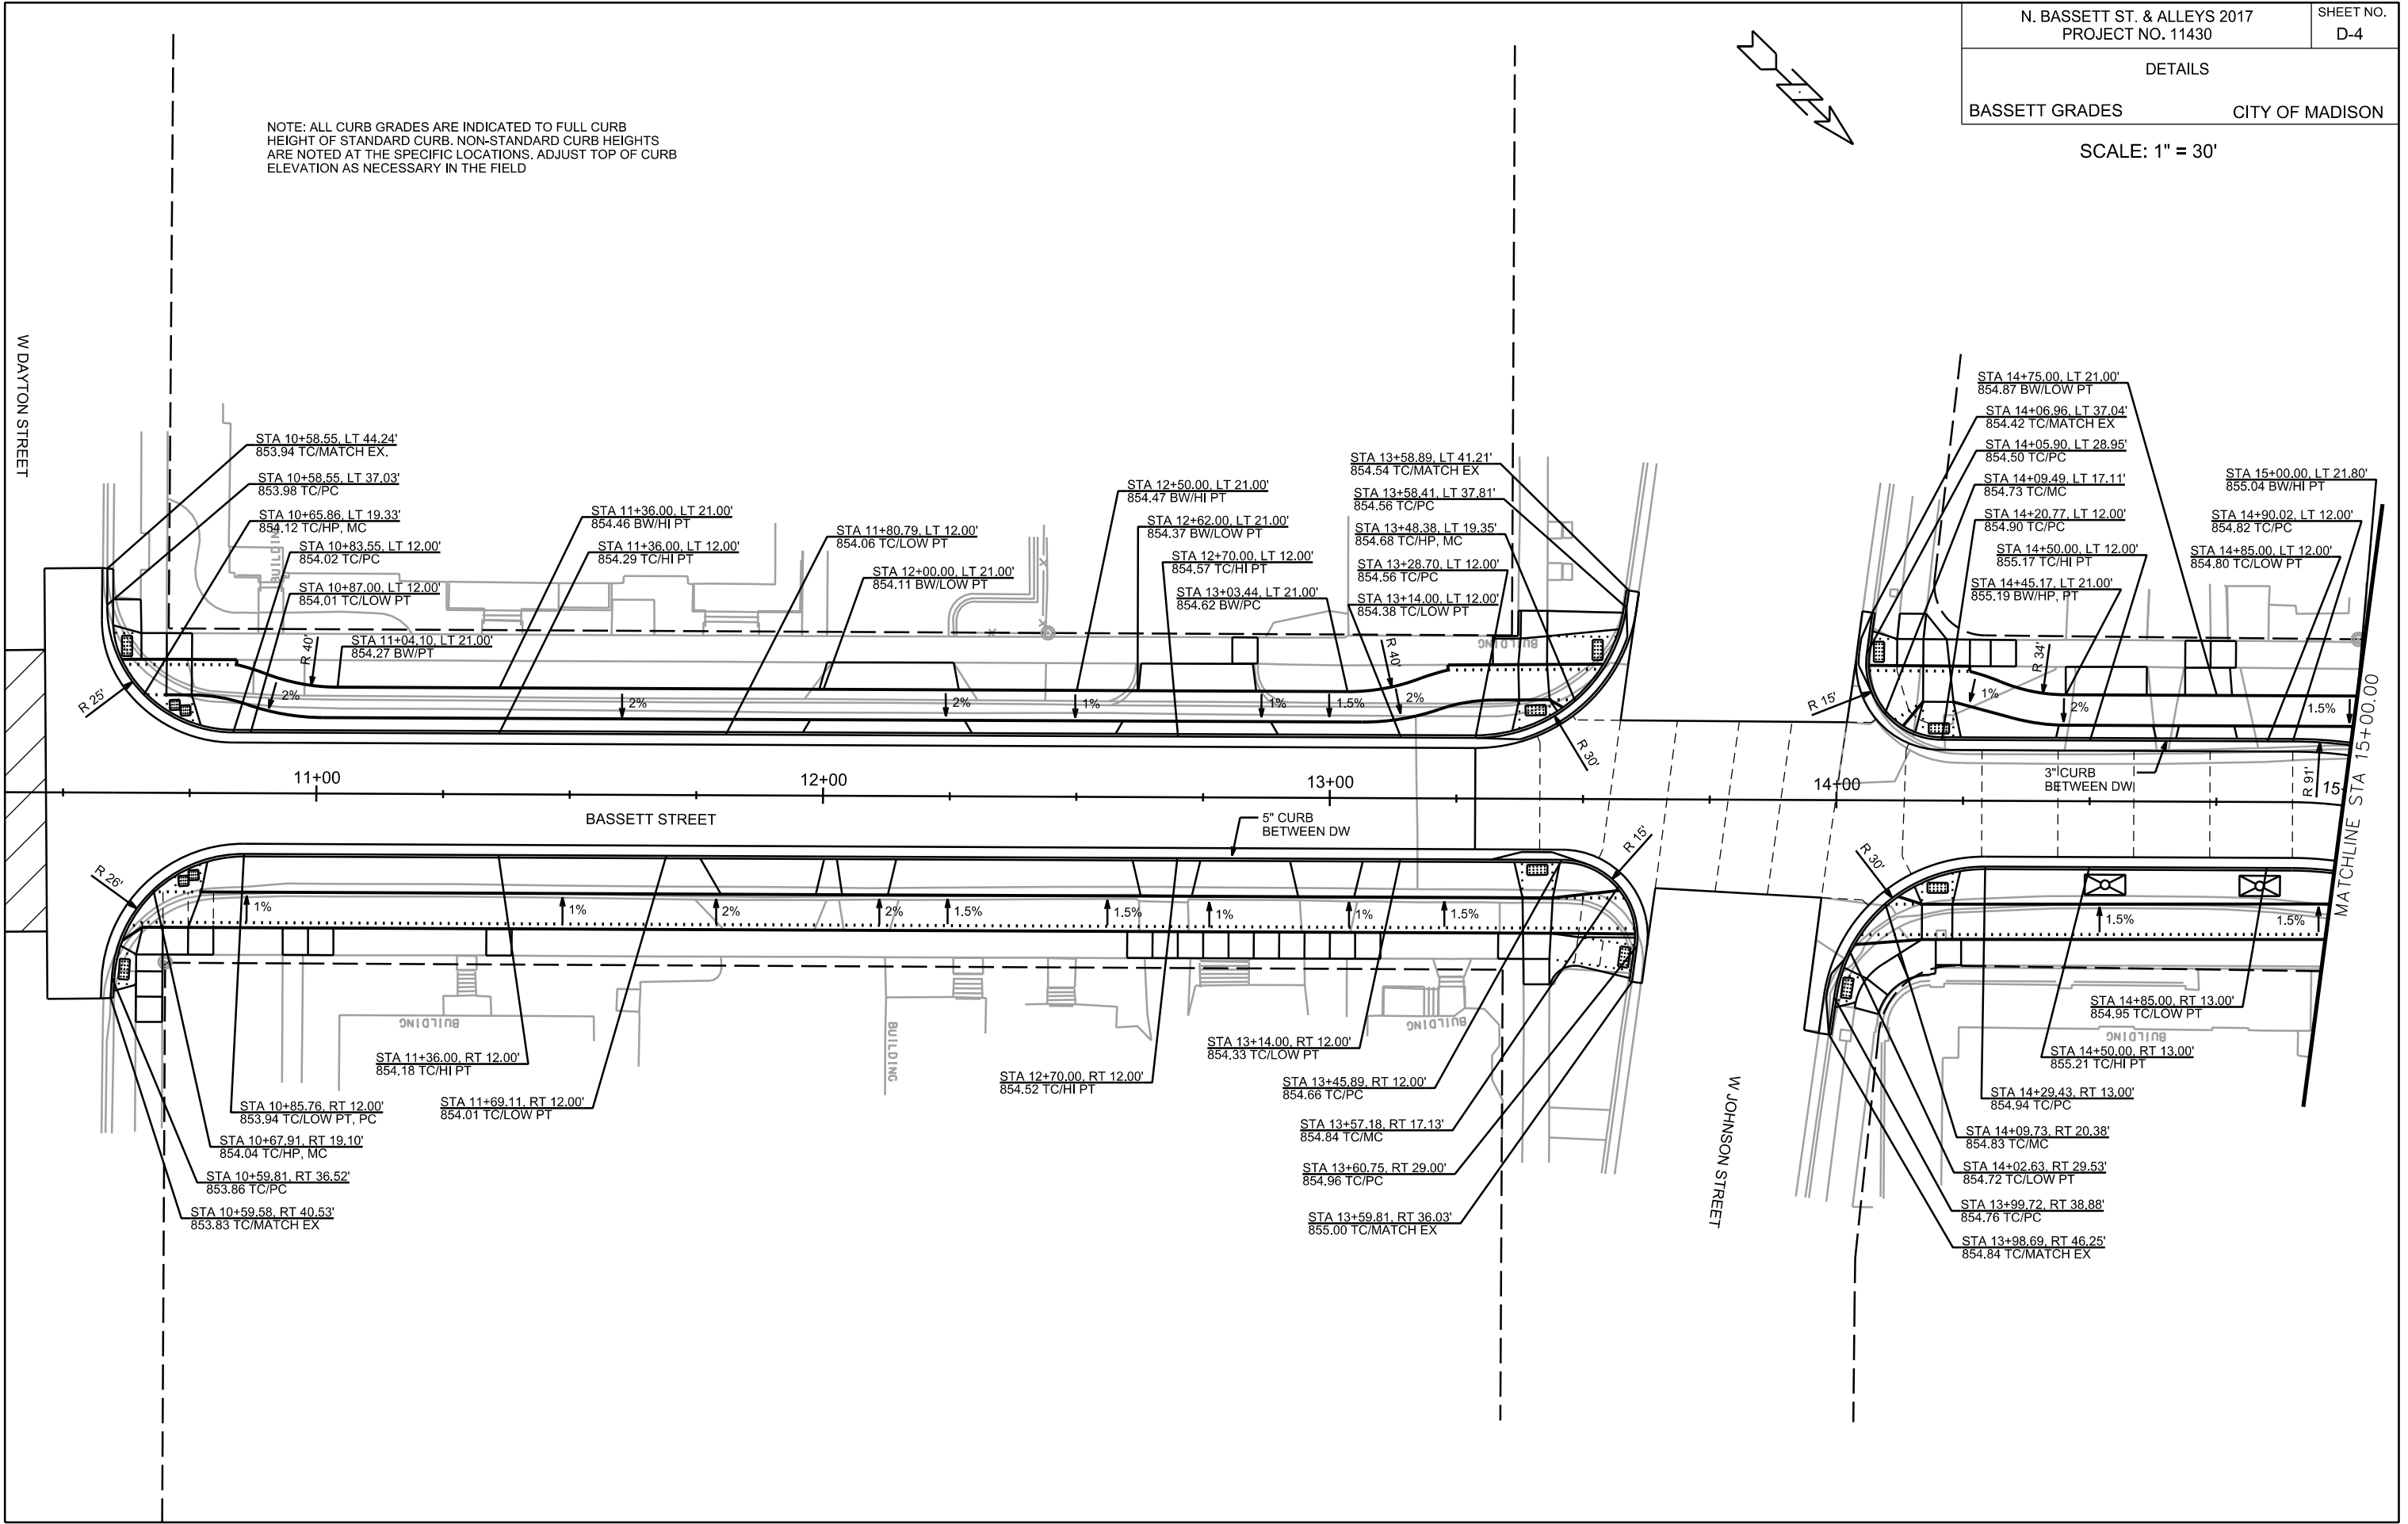 N. BASSETT ST. & ALLEYS 2017
PROJECT NO. 11430
SHEET NO.
D-4
DETAILS
BASSETT GRADES
CITY OF MADISON
SCALE: 1" = 30'
NOTE: ALL CURB GRADES ARE INDICATED TO FULL CURB
HEIGHT OF STANDARD CURB. NON-STANDARD CURB HEIGHTS
ARE NOTED AT THE SPECIFIC LOCATIONS. ADJUST TOP OF CURB
ELEVATION AS NECESSARY IN THE FIELD
W DAYTON STREET
STA 10+58.55, LT 44.24'
853.94 TC/MATCH EX.
STA 10+58.55, LT 37.03'
853.98 TC/PC
STA 10+65.86, LT 19.33'
854.12 TC/HP, MC
STA 10+83.55, LT 12.00'
854.02 TC/PC
STA 10+87.00, LT 12.00'
854.01 TC/LOW PT
STA 11+04.10, LT 21.00'
854.27 BW/PT
STA 11+36.00, LT 21.00'
854.46 BW/HI PT
STA 11+36.00, LT 12.00'
854.29 TC/HI PT
STA 11+80.79, LT 12.00'
854.06 TC/LOW PT
STA 12+00.00, LT 21.00'
854.11 BW/LOW PT
STA 12+50.00, LT 21.00'
854.47 BW/HI PT
STA 12+62.00, LT 21.00'
854.37 BW/LOW PT
STA 12+70.00, LT 12.00'
854.57 TC/HI PT
STA 13+03.44, LT 21.00'
854.62 BW/PC
STA 13+58.89, LT 41.21'
854.54 TC/MATCH EX
STA 13+58.41, LT 37.81'
854.56 TC/PC
STA 13+48.38, LT 19.35'
854.68 TC/HP, MC
STA 13+28.70, LT 12.00'
854.56 TC/PC
STA 13+14.00, LT 12.00'
854.38 TC/LOW PT
STA 14+75.00, LT 21.00'
854.87 BW/LOW PT
STA 14+06.96, LT 37.04'
854.42 TC/MATCH EX
STA 14+05.90, LT 28.95'
854.50 TC/PC
STA 14+09.49, LT 17.11'
854.73 TC/MC
STA 14+20.77, LT 12.00'
854.90 TC/PC
STA 14+50.00, LT 12.00'
855.17 TC/HI PT
STA 14+45.17, LT 21.00'
855.19 BW/HP, PT
STA 15+00.00, LT 21.80'
855.04 BW/HI PT
STA 14+90.02, LT 12.00'
854.82 TC/PC
STA 14+85.00, LT 12.00'
854.80 TC/LOW PT
BUILDING
BUILDING
R 25'
R 40'
2%
2%
2%
1%
1%
1.5%
R 40'
2%
R 30'
R 15'
1%
R 34'
2%
1.5%
R 91'
11+00
12+00
13+00
14+00
15+
BASSETT STREET
5" CURB
BETWEEN DW
3" CURB
BETWEEN DW
MATCHLINE STA 15+00.00
R 26'
1%
1%
2%
2%
1.5%
1.5%
1%
1%
1.5%
R 15'
R 30'
1.5%
1.5%
BUILDING
BUILDING
BUILDING
BUILDING
STA 11+36.00, RT 12.00'
854.18 TC/HI PT
STA 10+85.76, RT 12.00'
853.94 TC/LOW PT, PC
STA 11+69.11, RT 12.00'
854.01 TC/LOW PT
STA 10+67.91, RT 19.10'
854.04 TC/HP, MC
STA 10+59.81, RT 36.52'
853.86 TC/PC
STA 10+59.58, RT 40.53'
853.83 TC/MATCH EX
STA 12+70.00, RT 12.00'
854.52 TC/HI PT
STA 13+14.00, RT 12.00'
854.33 TC/LOW PT
STA 13+45.89, RT 12.00'
854.66 TC/PC
STA 13+57.18, RT 17.13'
854.84 TC/MC
STA 13+60.75, RT 29.00'
854.96 TC/PC
STA 13+59.81, RT 36.03'
855.00 TC/MATCH EX
W JOHNSON STREET
STA 14+85.00, RT 13.00'
854.95 TC/LOW PT
STA 14+50.00, RT 13.00'
855.21 TC/HI PT
STA 14+29.43, RT 13.00'
854.94 TC/PC
STA 14+09.73, RT 20.38'
854.83 TC/MC
STA 14+02.63, RT 29.53'
854.72 TC/LOW PT
STA 13+99.72, RT 38.88'
854.76 TC/PC
STA 13+98.69, RT 46.25'
854.84 TC/MATCH EX